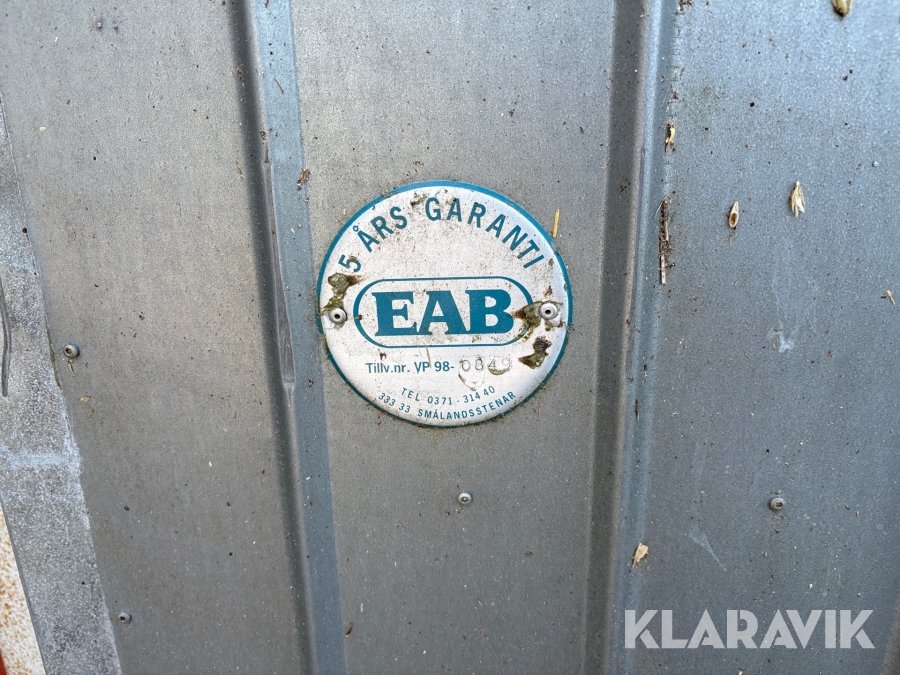 5 ÅRS GARANTI
EAB
Tillv.nr. VP 98-0849
TEL 0371-314 40
333 33 SMÅLANDSSTENAR
KLARAVIK